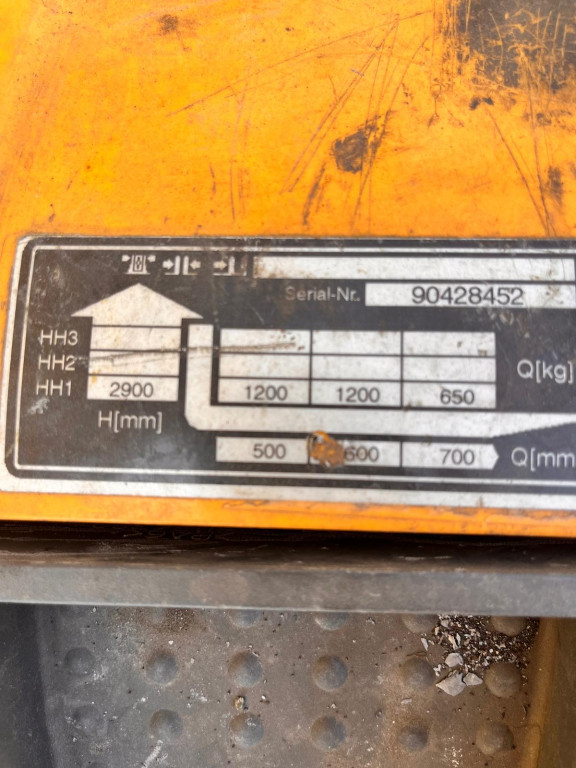 Serial-Nr. 90428452
HH3
HH2 Q[kg]
HH1 2900 1200 1200 650
H[mm]
500 600 700 Q[mm